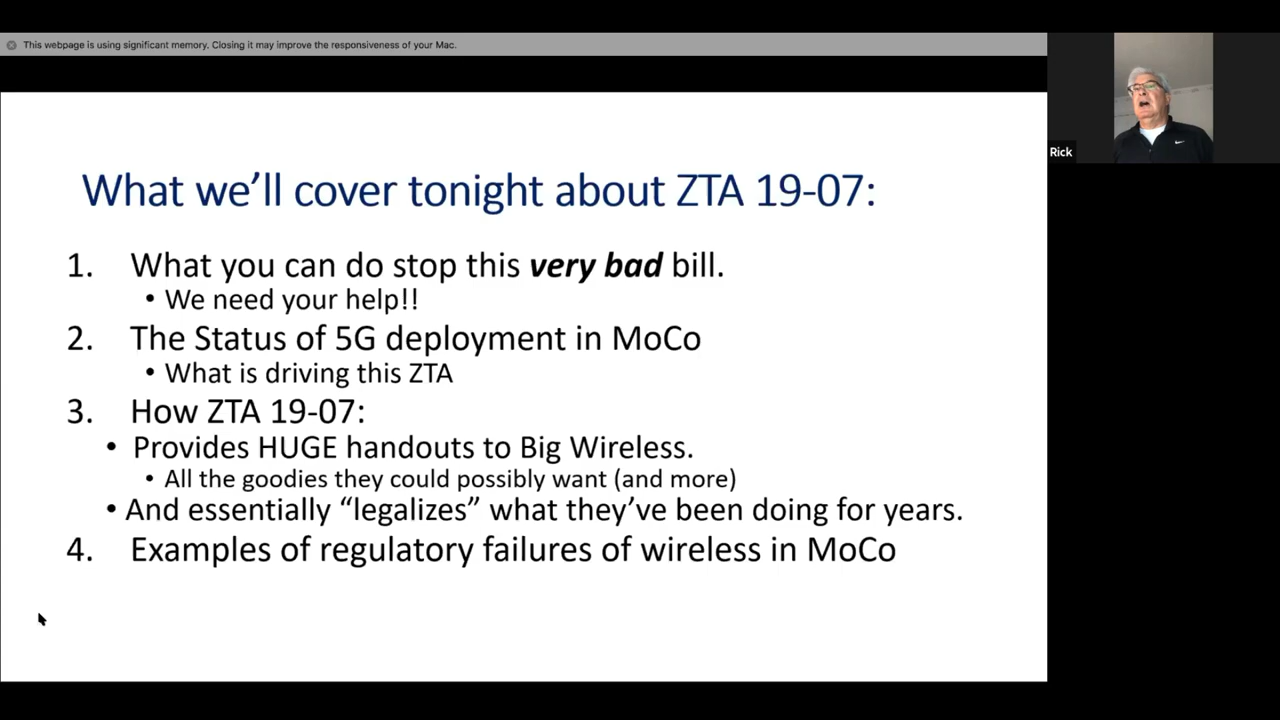 This webpage is using significant memory. Closing it may improve the responsiveness of your Mac.
Rick
What we'll cover tonight about ZTA 19-07:
1. What you can do stop this very bad bill.
• We need your help!!
2. The Status of 5G deployment in MoCo
• What is driving this ZTA
3. How ZTA 19-07:
• Provides HUGE handouts to Big Wireless.
• All the goodies they could possibly want (and more)
• And essentially “legalizes” what they've been doing for years.
4. Examples of regulatory failures of wireless in MoCo